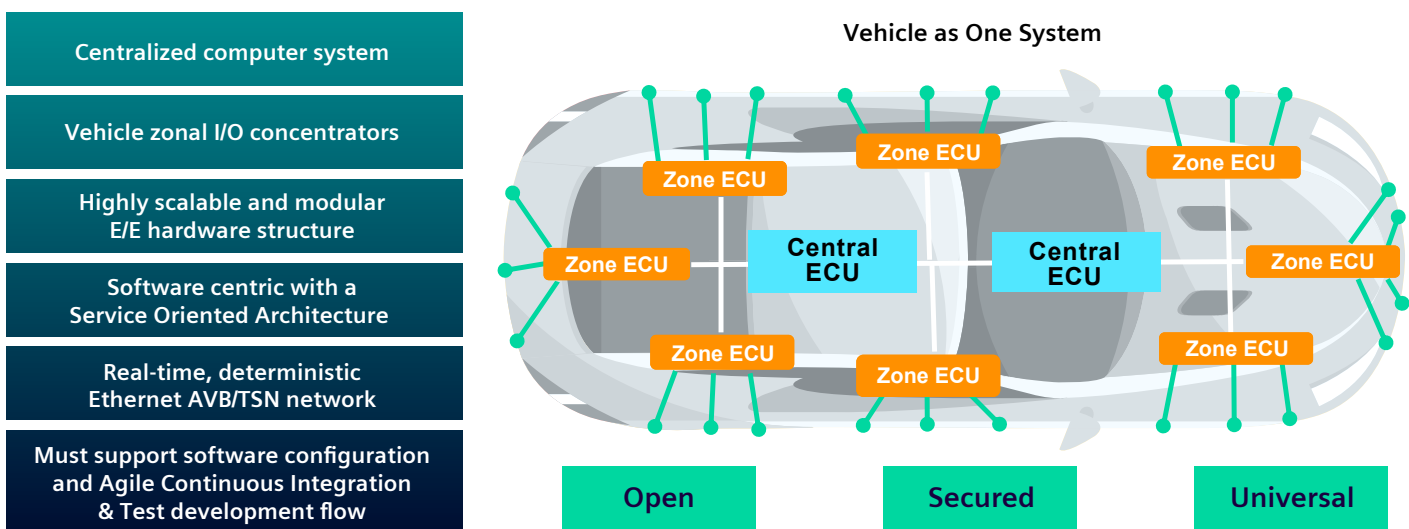 Centralized computer system
Vehicle zonal I/O concentrators
Highly scalable and modular
E/E hardware structure
Software centric with a
Service Oriented Architecture
Real-time, deterministic
Ethernet AVB/TSN network
Must support software configuration
and Agile Continuous Integration
& Test development flow
Vehicle as One System
Zone ECU
Zone ECU
Zone ECU
Zone ECU
Central
ECU
Central
ECU
Zone ECU
Zone ECU
Zone ECU
Zone ECU
Open
Secured
Universal